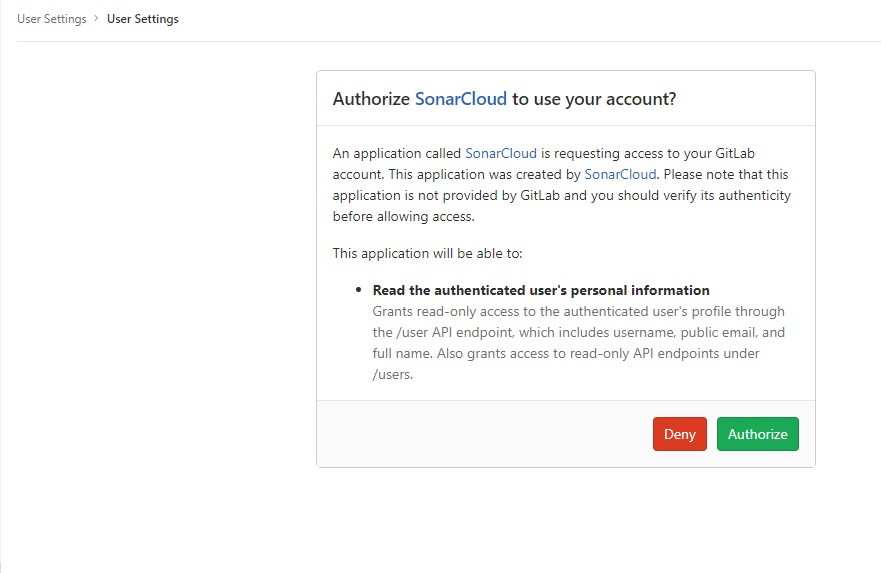 User Settings > User Settings
Authorize SonarCloud to use your account?
An application called SonarCloud is requesting access to your GitLab
account. This application was created by SonarCloud. Please note that this
application is not provided by GitLab and you should verify its authenticity
before allowing access.
This application will be able to:
• Read the authenticated user's personal information
Grants read-only access to the authenticated user's profile through
the /user API endpoint, which includes username, public email, and
full name. Also grants access to read-only API endpoints under
/users.
Deny Authorize